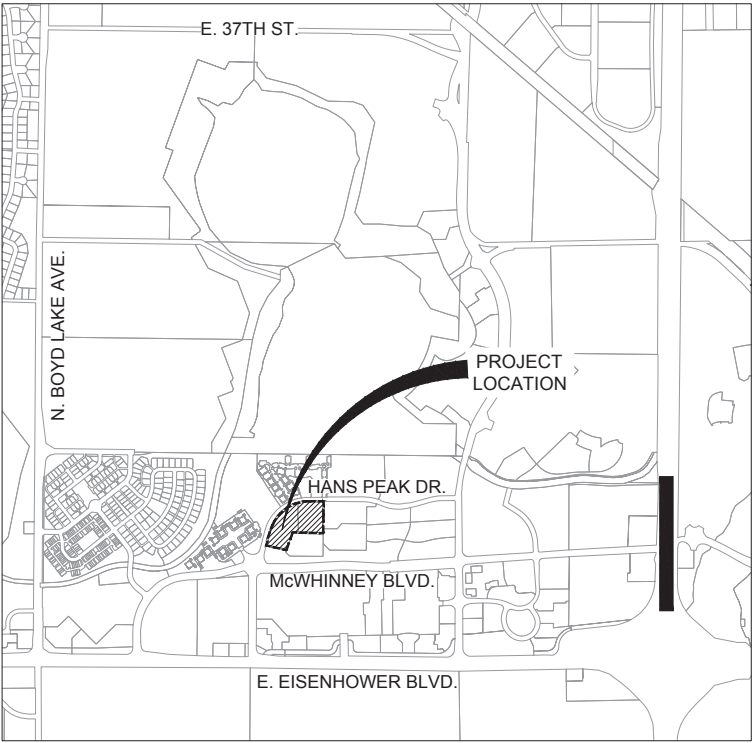 E. 37TH ST.
N. BOYD LAKE AVE.
PROJECT
LOCATION
HANS PEAK DR.
McWHINNEY BLVD.
E. EISENHOWER BLVD.